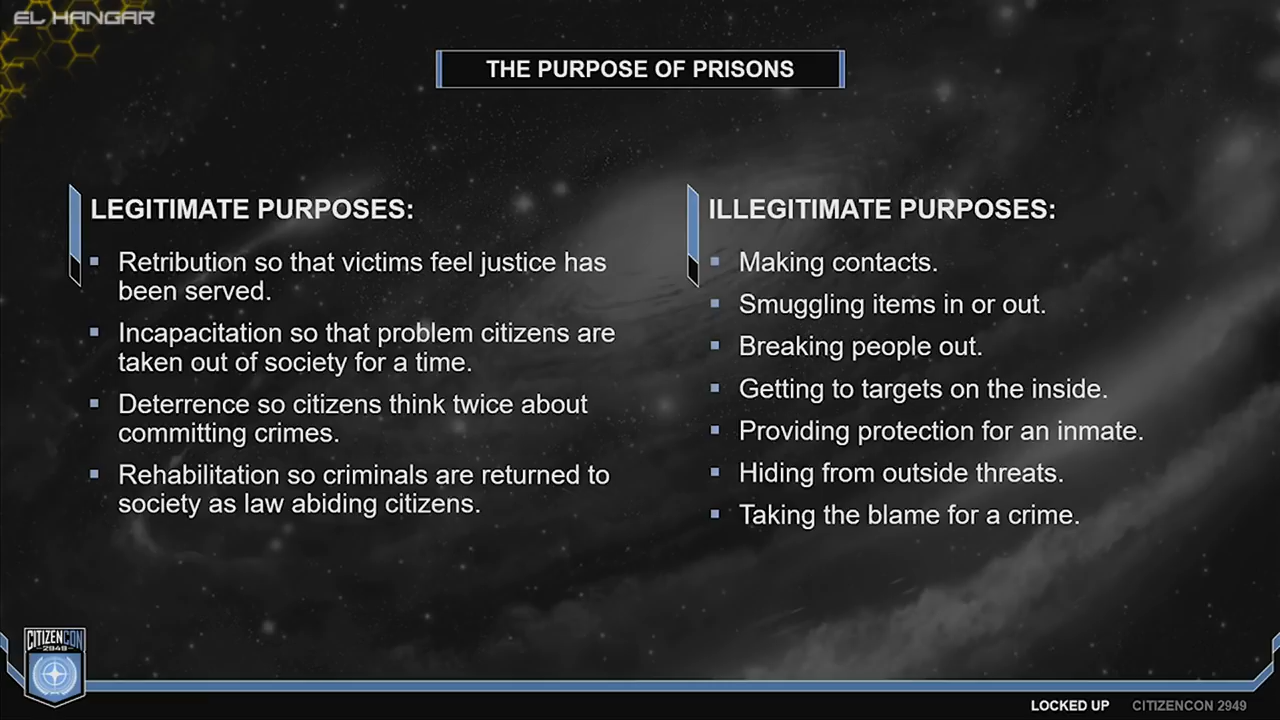 EL HANGAR
THE PURPOSE OF PRISONS
LEGITIMATE PURPOSES:
Retribution so that victims feel justice has
been served.
Incapacitation so that problem citizens are
taken out of society for a time.
Deterrence so citizens think twice about
committing crimes.
Rehabilitation so criminals are returned to
society as law abiding citizens.
ILLEGITIMATE PURPOSES:
Making contacts.
Smuggling items in or out.
Breaking people out.
Getting to targets on the inside.
Providing protection for an inmate.
Hiding from outside threats.
Taking the blame for a crime.
CITIZENCON
2949
LOCKED UP CITIZENCON 2949